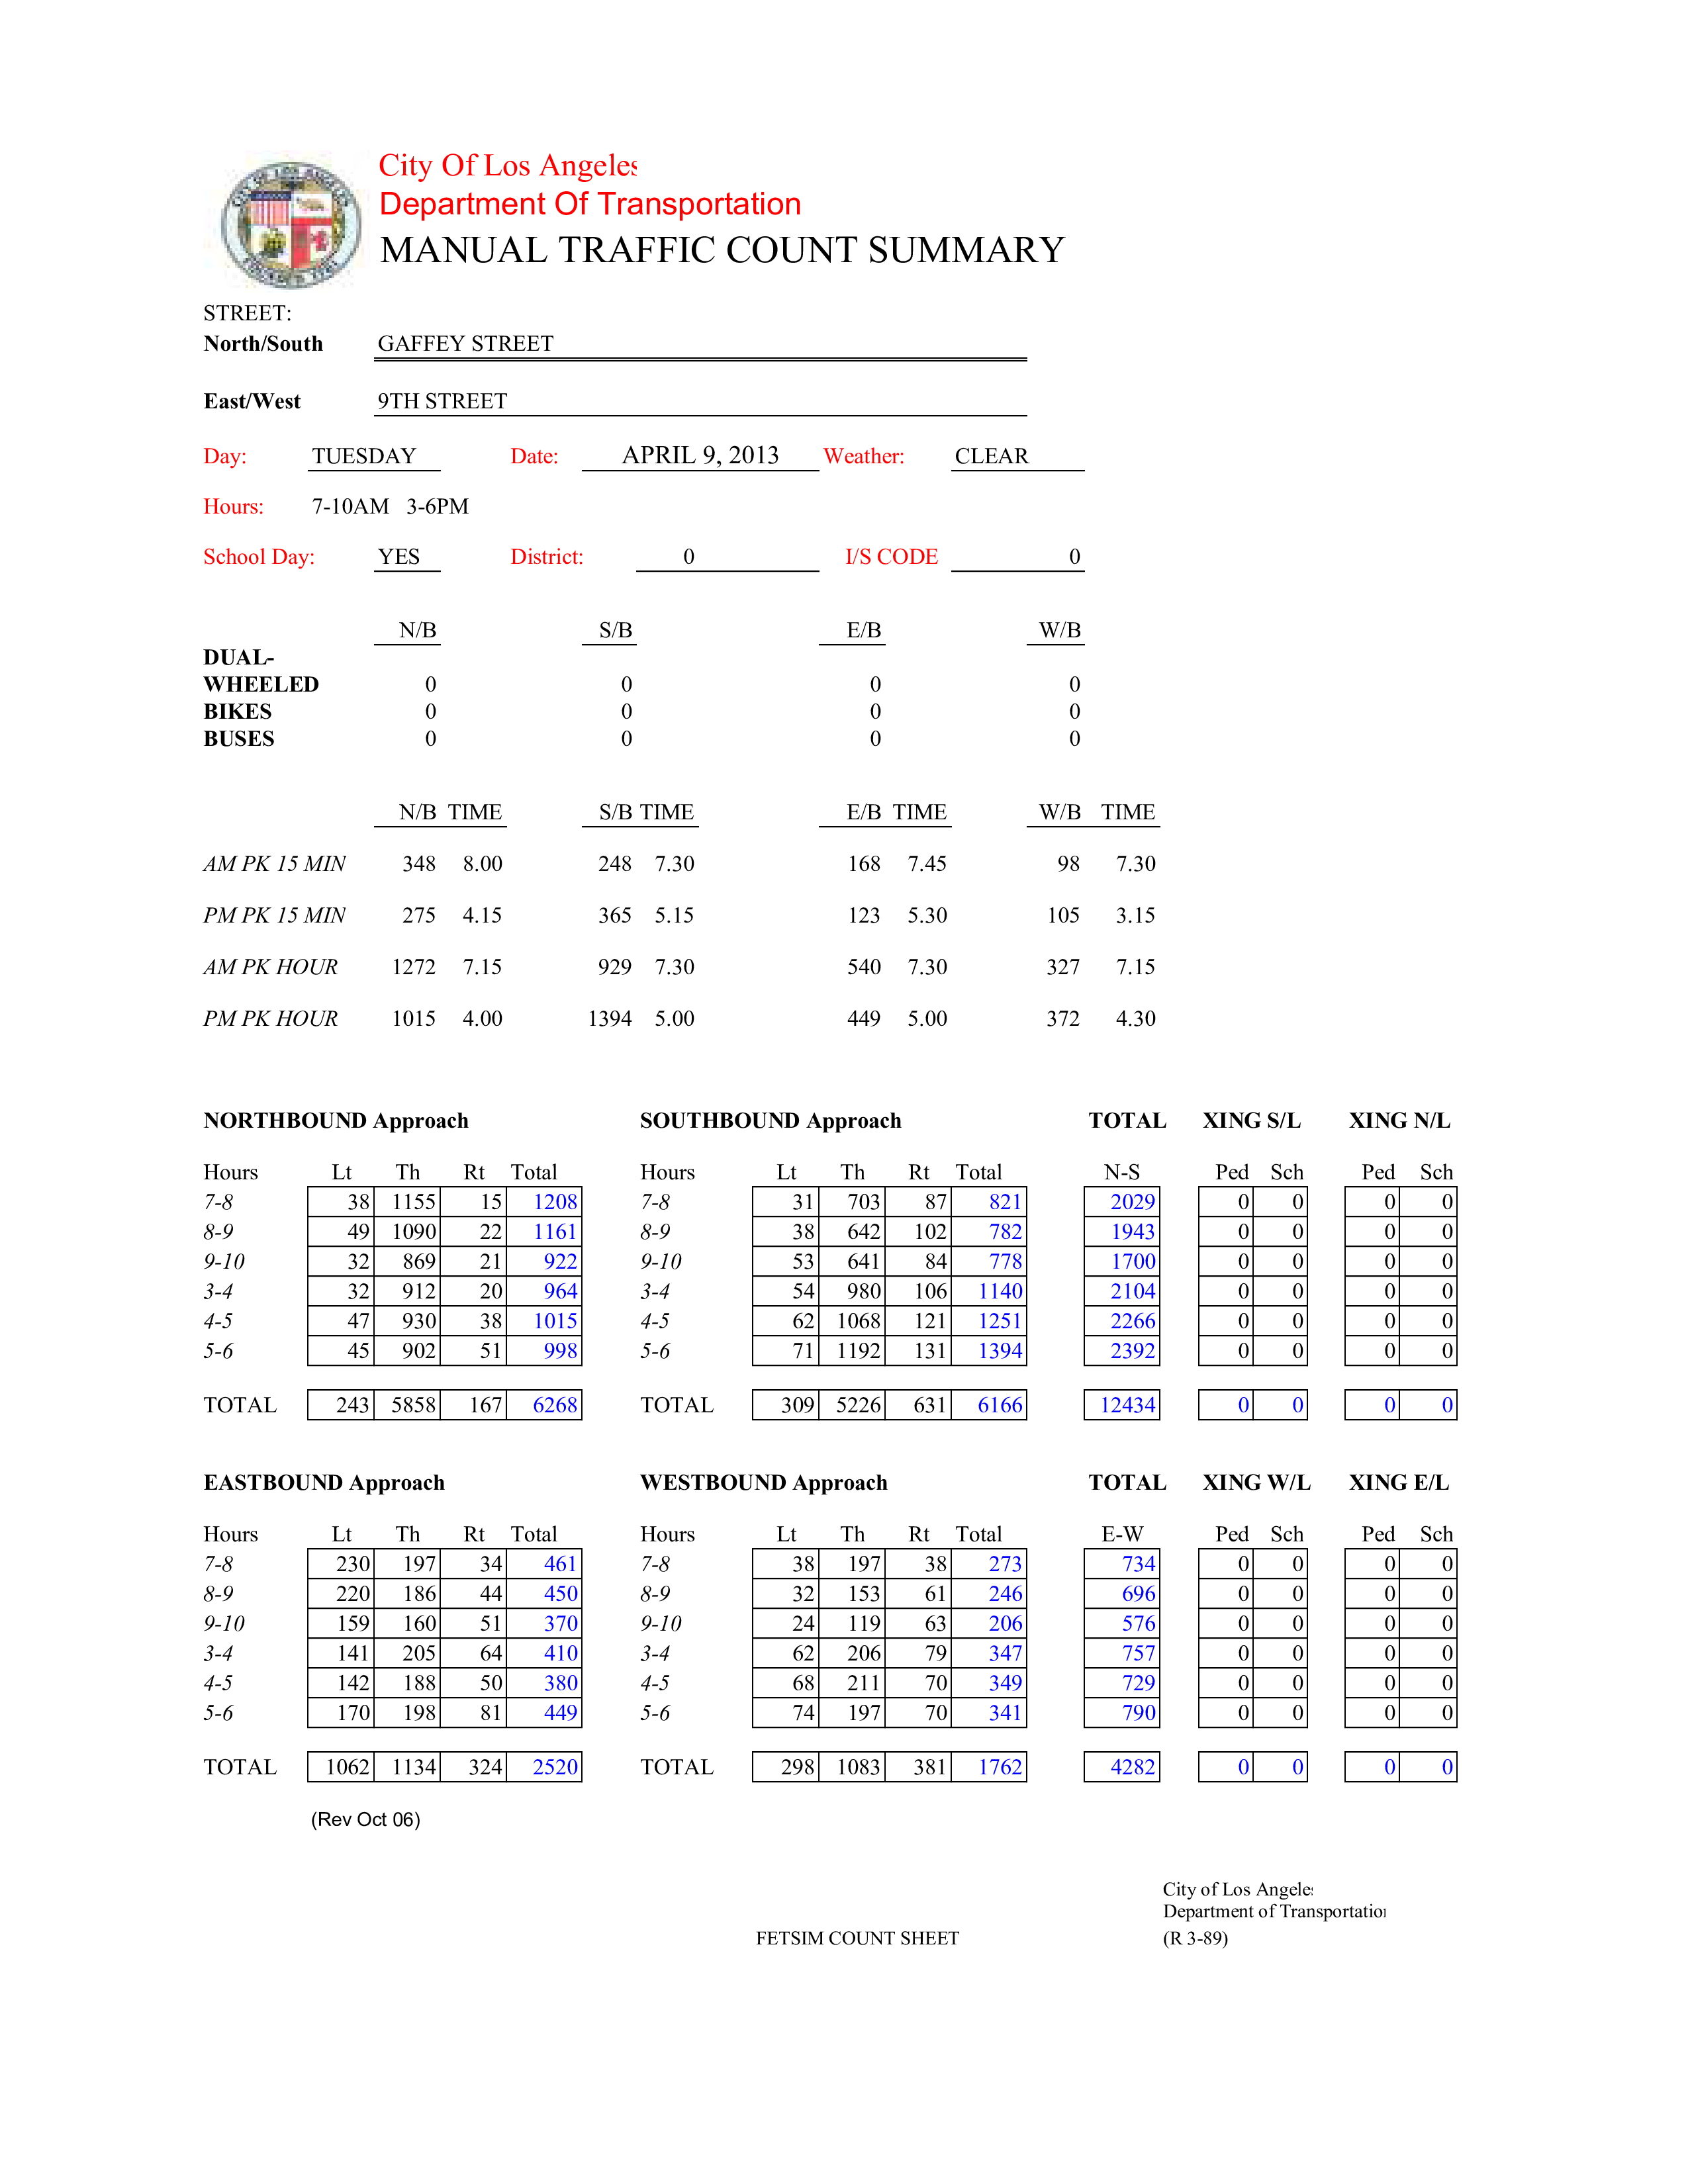 City Of Los Angeles
Department Of Transportation
MANUAL TRAFFIC COUNT SUMMARY
STREET:
North/South GAFFEY STREET
East/West 9TH STREET
Day: TUESDAY Date: APRIL 9, 2013 Weather: CLEAR
Hours: 7-10AM 3-6PM
School Day: YES District: 0 I/S CODE 0
N/B S/B E/B W/B
DUAL-
WHEELED 0 0 0 0
BIKES 0 0 0 0
BUSES 0 0 0 0
N/B TIME S/B TIME E/B TIME W/B TIME
AM PK 15 MIN 348 8.00 248 7.30 168 7.45 98 7.30
PM PK 15 MIN 275 4.15 365 5.15 123 5.30 105 3.15
AM PK HOUR 1272 7.15 929 7.30 540 7.30 327 7.15
PM PK HOUR 1015 4.00 1394 5.00 449 5.00 372 4.30
NORTHBOUND Approach SOUTHBOUND Approach TOTAL XING S/L XING N/L
Hours Lt Th Rt Total Hours Lt Th Rt Total N-S Ped Sch Ped Sch
7-8 38 1155 15 1208 7-8 31 703 87 821 2029 0 0 0 0
8-9 49 1090 22 1161 8-9 38 642 102 782 1943 0 0 0 0
9-10 32 869 21 922 9-10 53 641 84 778 1700 0 0 0 0
3-4 32 912 20 964 3-4 54 980 106 1140 2104 0 0 0 0
4-5 47 930 38 1015 4-5 62 1068 121 1251 2266 0 0 0 0
5-6 45 902 51 998 5-6 71 1192 131 1394 2392 0 0 0 0
TOTAL 243 5858 167 6268 TOTAL 309 5226 631 6166 12434 0 0 0 0
EASTBOUND Approach WESTBOUND Approach TOTAL XING W/L XING E/L
Hours Lt Th Rt Total Hours Lt Th Rt Total E-W Ped Sch Ped Sch
7-8 230 197 34 461 7-8 38 197 38 273 734 0 0 0 0
8-9 220 186 44 450 8-9 32 153 61 246 696 0 0 0 0
9-10 159 160 51 370 9-10 24 119 63 206 576 0 0 0 0
3-4 141 205 64 410 3-4 62 206 79 347 757 0 0 0 0
4-5 142 188 50 380 4-5 68 211 70 349 729 0 0 0 0
5-6 170 198 81 449 5-6 74 197 70 341 790 0 0 0 0
TOTAL 1062 1134 324 2520 TOTAL 298 1083 381 1762 4282 0 0 0 0
(Rev Oct 06)
City of Los Angeles
Department of Transportation
FETSIM COUNT SHEET (R 3-89)